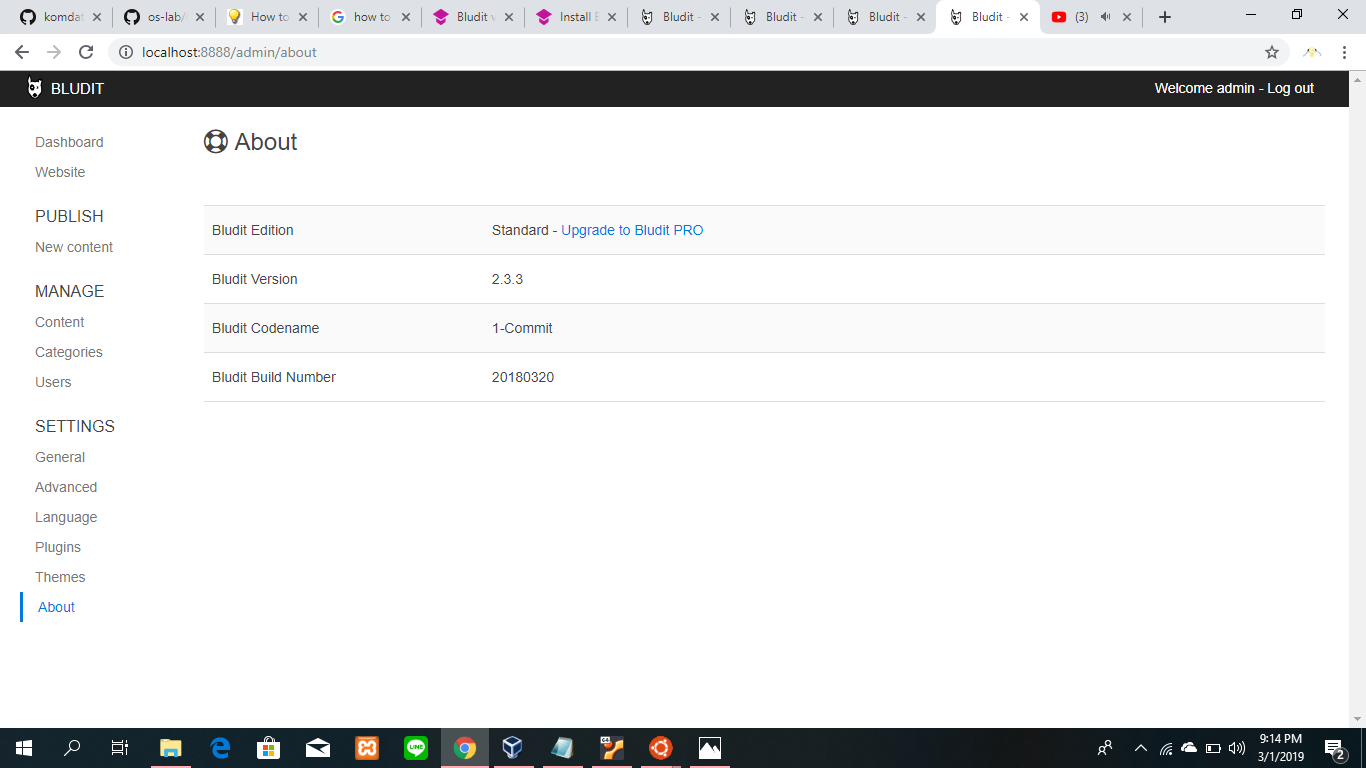 komdat
os-lab/
How to
how to
Bludit v
Install B
Bludit -
Bludit -
Bludit -
Bludit -
(3)
localhost:8888/admin/about
BLUDIT
Welcome admin - Log out
Dashboard
Website
PUBLISH
New content
MANAGE
Content
Categories
Users
SETTINGS
General
Advanced
Language
Plugins
Themes
About
About
Bludit Edition Standard - Upgrade to Bludit PRO
Bludit Version 2.3.3
Bludit Codename 1-Commit
Bludit Build Number 20180320
LINE
64
9:14 PM
3/1/2019
2